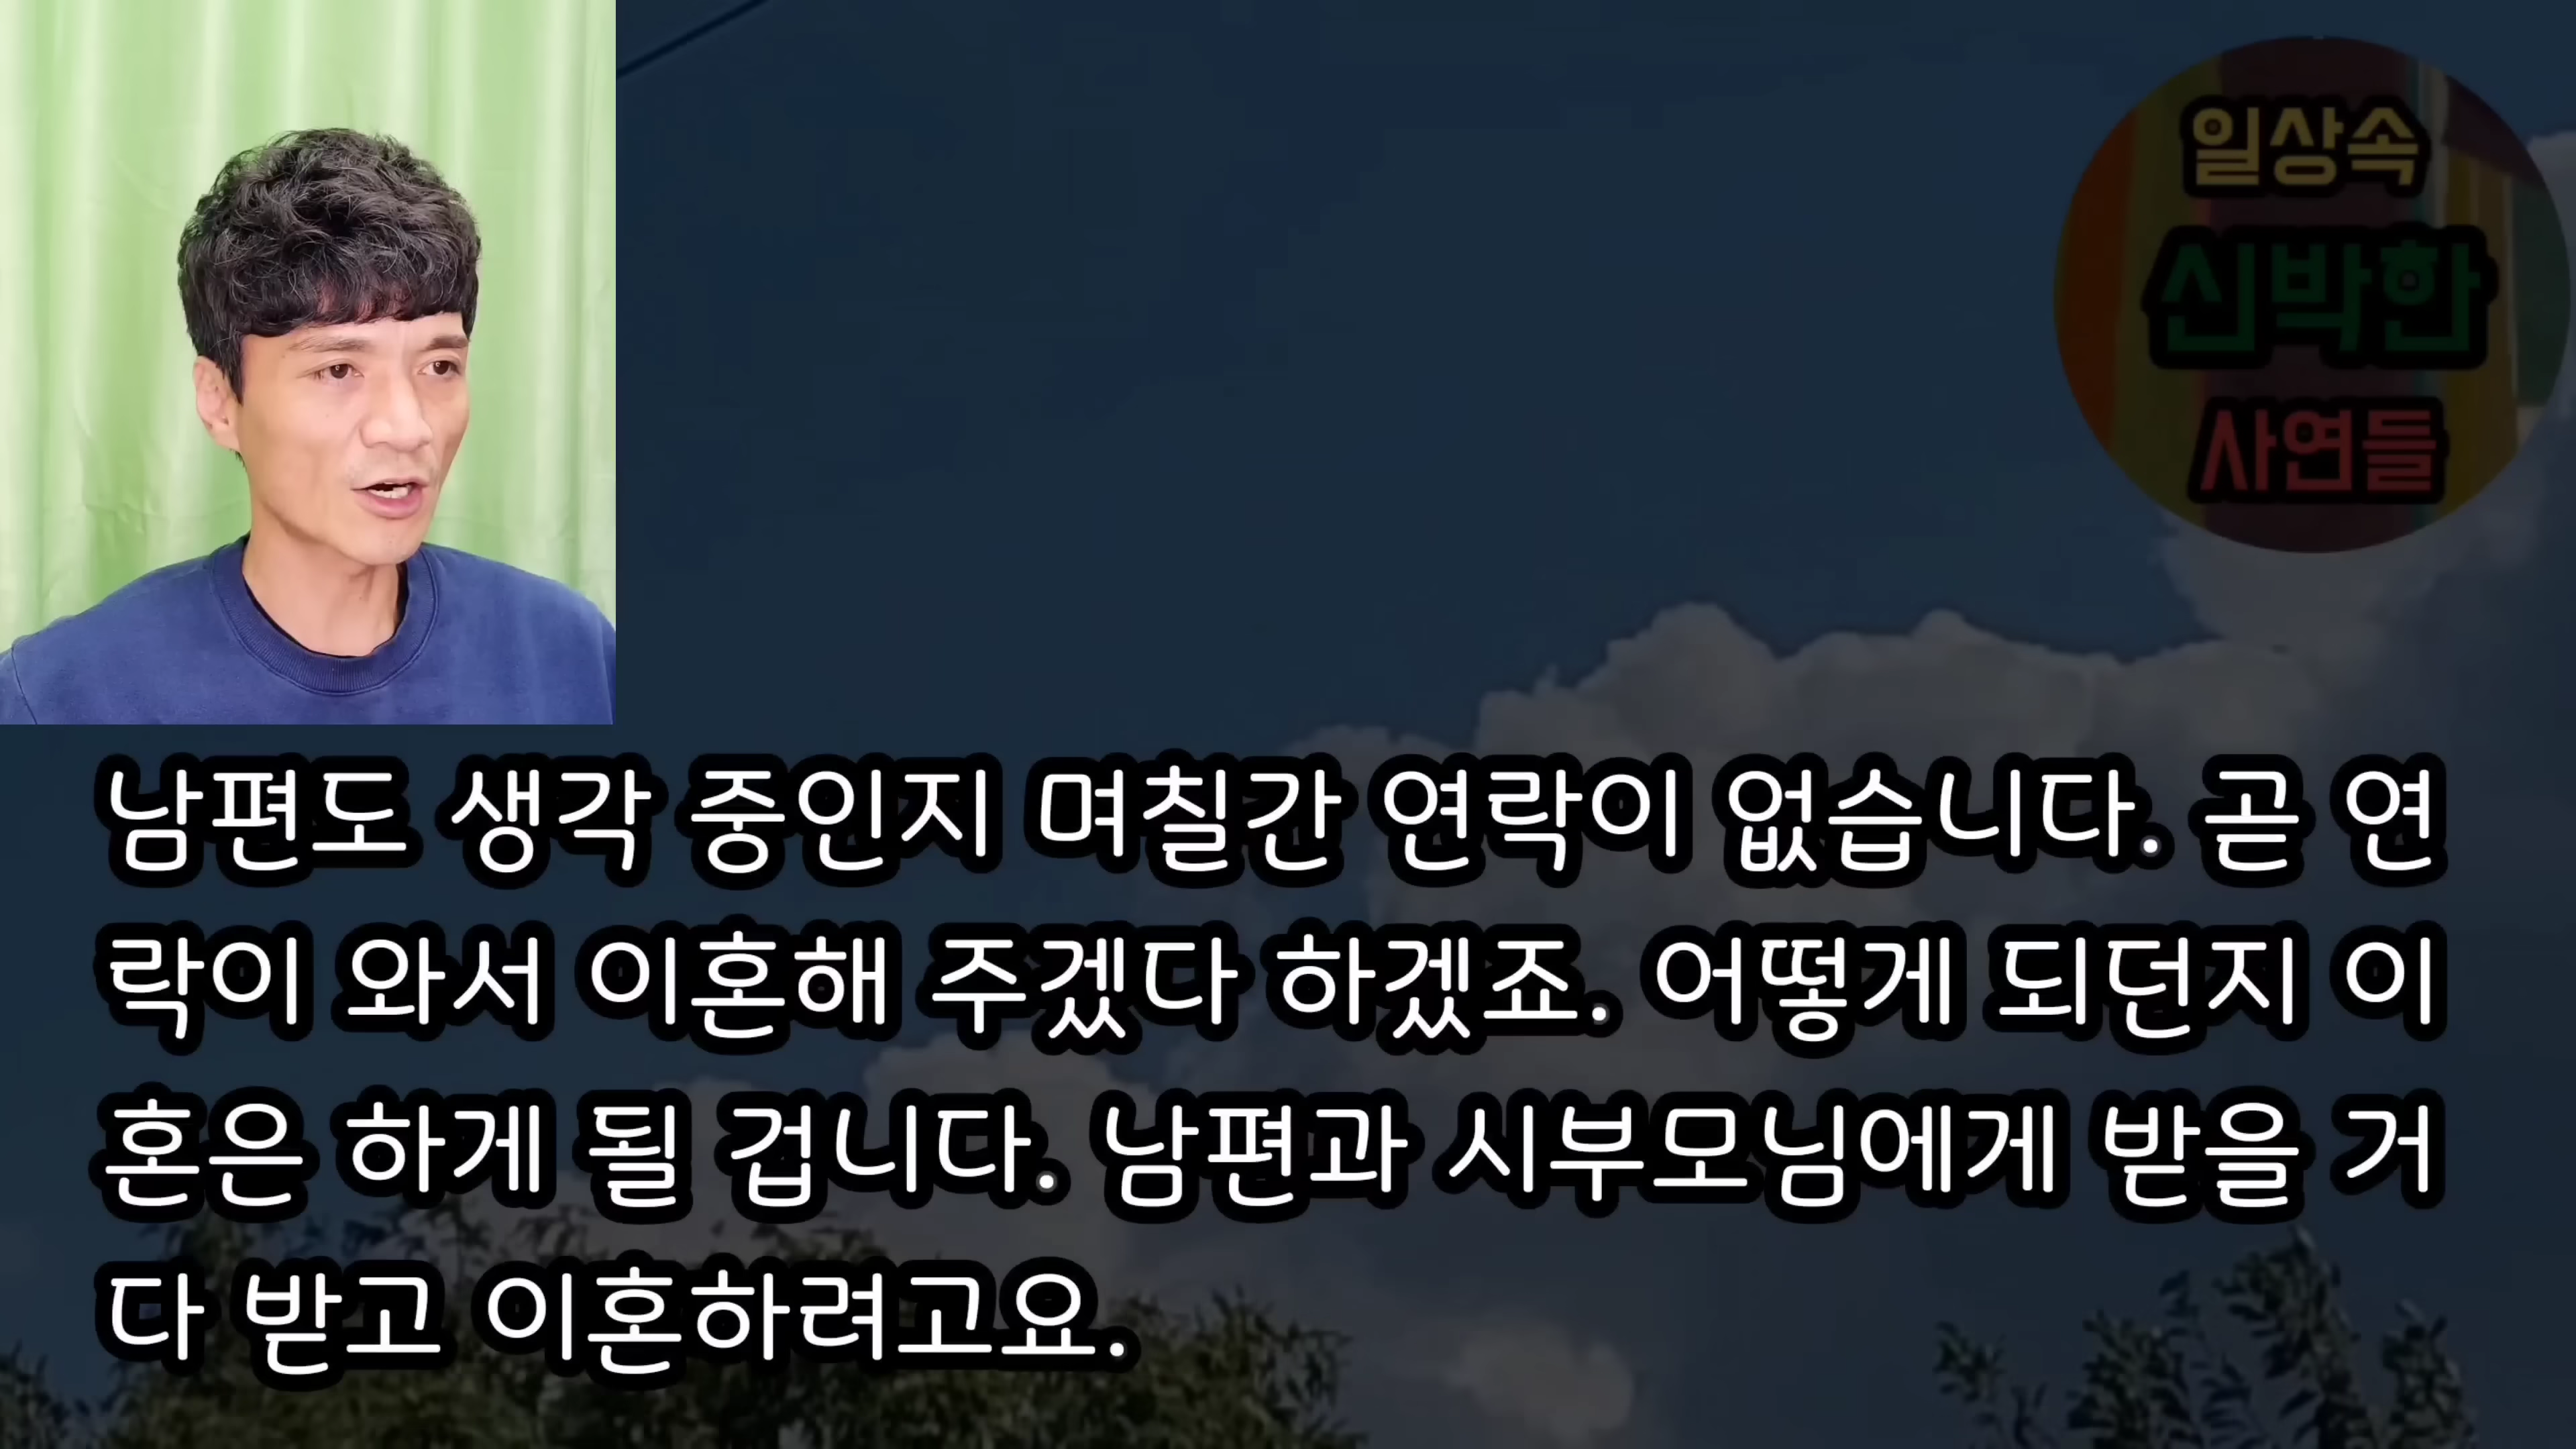 일상속
신박한
사연들
남편도 생각 중인지 며칠간 연락이 없습니다. 곧 연
락이 와서 이혼해 주겠다 하겠죠. 어떻게 되던지 이
혼은 하게 될 겁니다. 남편과 시부모님에게 받을 거
다 받고 이혼하려고요.